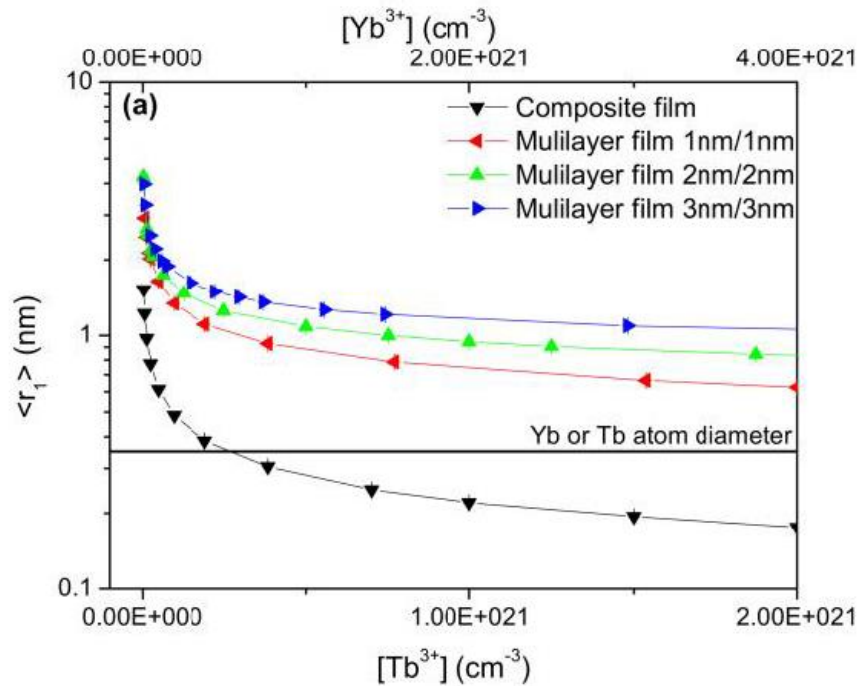 [Yb³⁺] (cm⁻³)
0.00E+000 2.00E+021 4.00E+021
10
(a)
Composite film
Mulilayer film 1nm/1nm
Mulilayer film 2nm/2nm
Mulilayer film 3nm/3nm
<r₁> (nm)
1
Yb or Tb atom diameter
0.1
0.00E+000 1.00E+021 2.00E+021
[Tb³⁺] (cm⁻³)